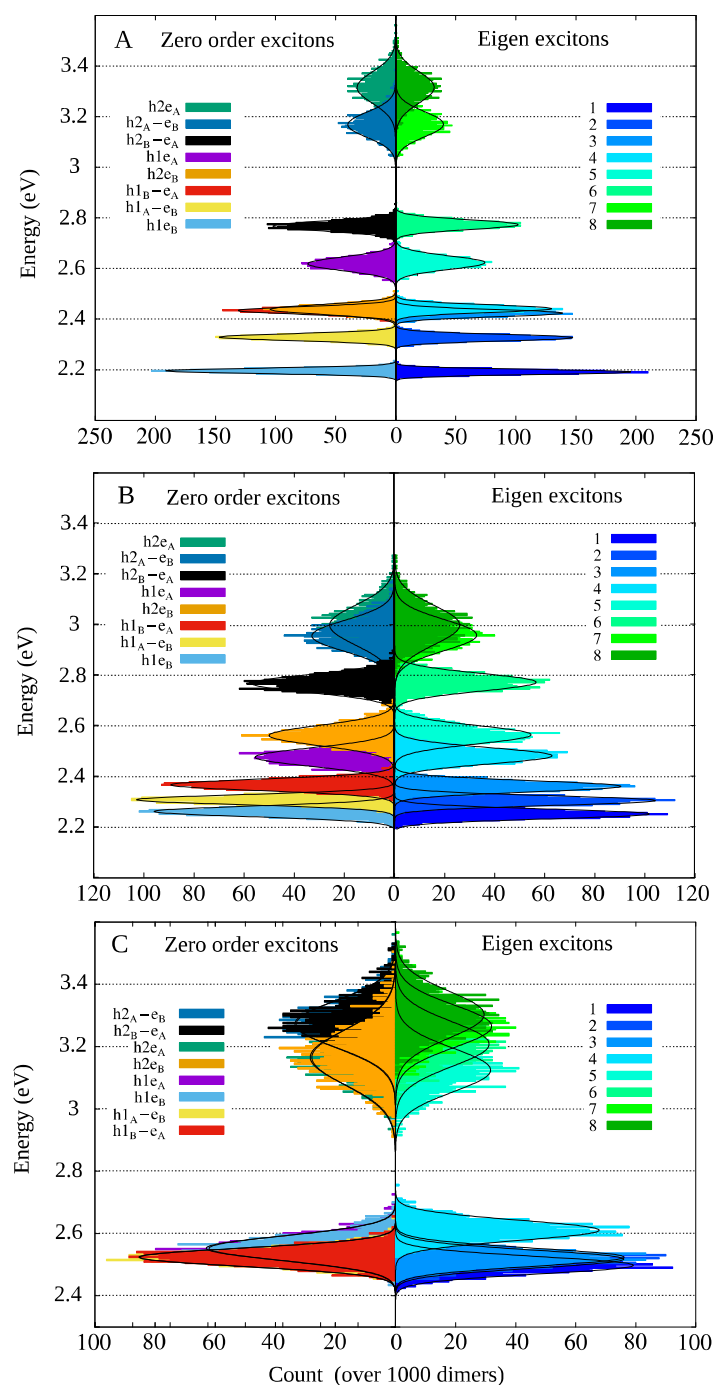 A Zero order excitons Eigen excitons
3.4
3.2
3
2.8
2.6
2.4
2.2
2
Energy (eV)
h2e_A
h2_A−e_B
h2_B−e_A
h1e_A
h2e_B
h1_B−e_A
h1_A−e_B
h1e_B
1
2
3
4
5
6
7
8
250 200 150 100 50 0 50 100 150 200 250
B Zero order excitons Eigen excitons
3.4
3.2
3
2.8
2.6
2.4
2.2
Energy (eV)
h2e_A
h2_A−e_B
h2_B−e_A
h1e_A
h2e_B
h1_B−e_A
h1_A−e_B
h1e_B
1
2
3
4
5
6
7
8
120 100 80 60 40 20 0 20 40 60 80 100 120
C Zero order excitons Eigen excitons
3.4
3.2
3
2.8
2.6
2.4
Energy (eV)
h2_A−e_B
h2_B−e_A
h2e_A
h2e_B
h1e_A
h1e_B
h1_A−e_B
h1_B−e_A
1
2
3
4
5
6
7
8
100 80 60 40 20 0 20 40 60 80 100
Count (over 1000 dimers)